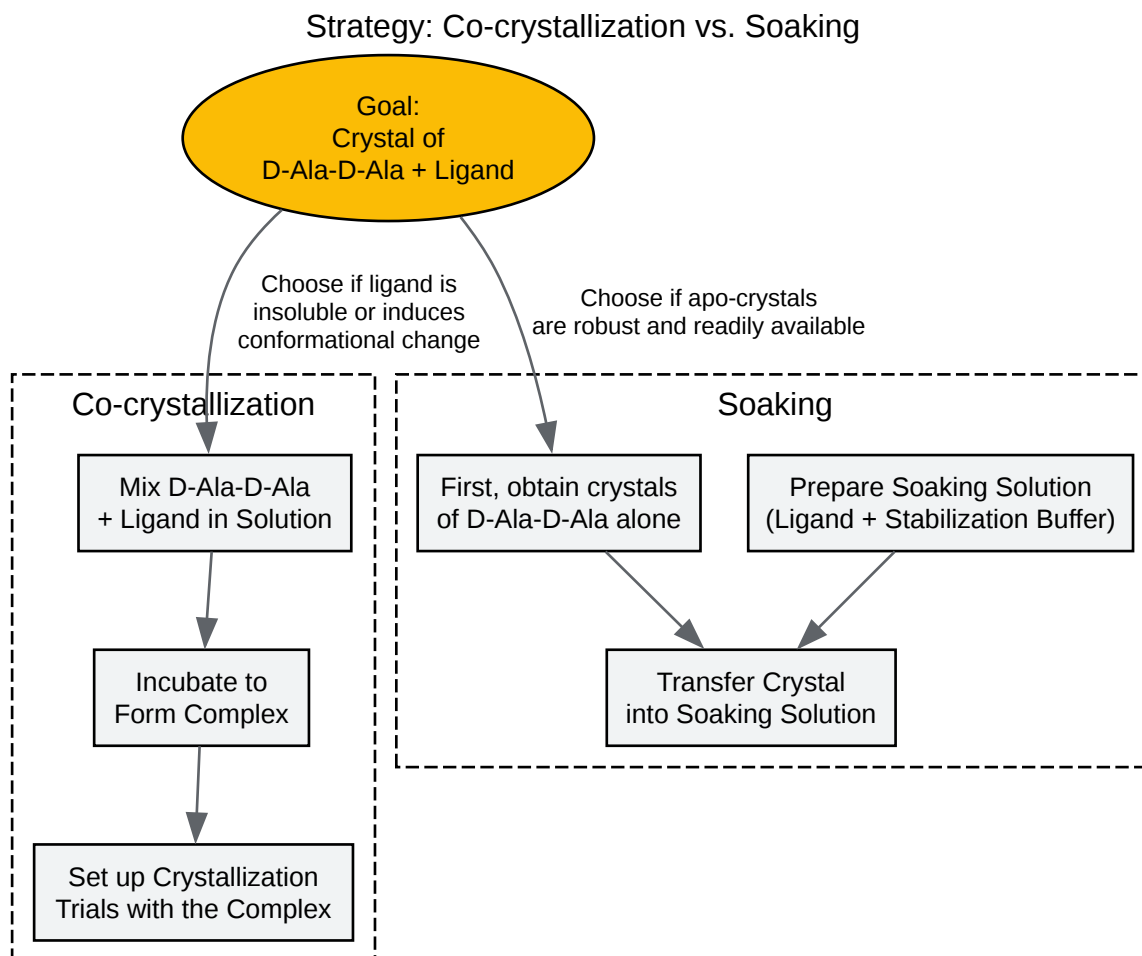 Strategy: Co-crystallization vs. Soaking
Goal:
Crystal of
D-Ala-D-Ala + Ligand
Choose if ligand is
insoluble or induces
conformational change
Choose if apo-crystals
are robust and readily available
Co-crystallization
Mix D-Ala-D-Ala
+ Ligand in Solution
Incubate to
Form Complex
Set up Crystallization
Trials with the Complex
Soaking
First, obtain crystals
of D-Ala-D-Ala alone
Prepare Soaking Solution
(Ligand + Stabilization Buffer)
Transfer Crystal
into Soaking Solution